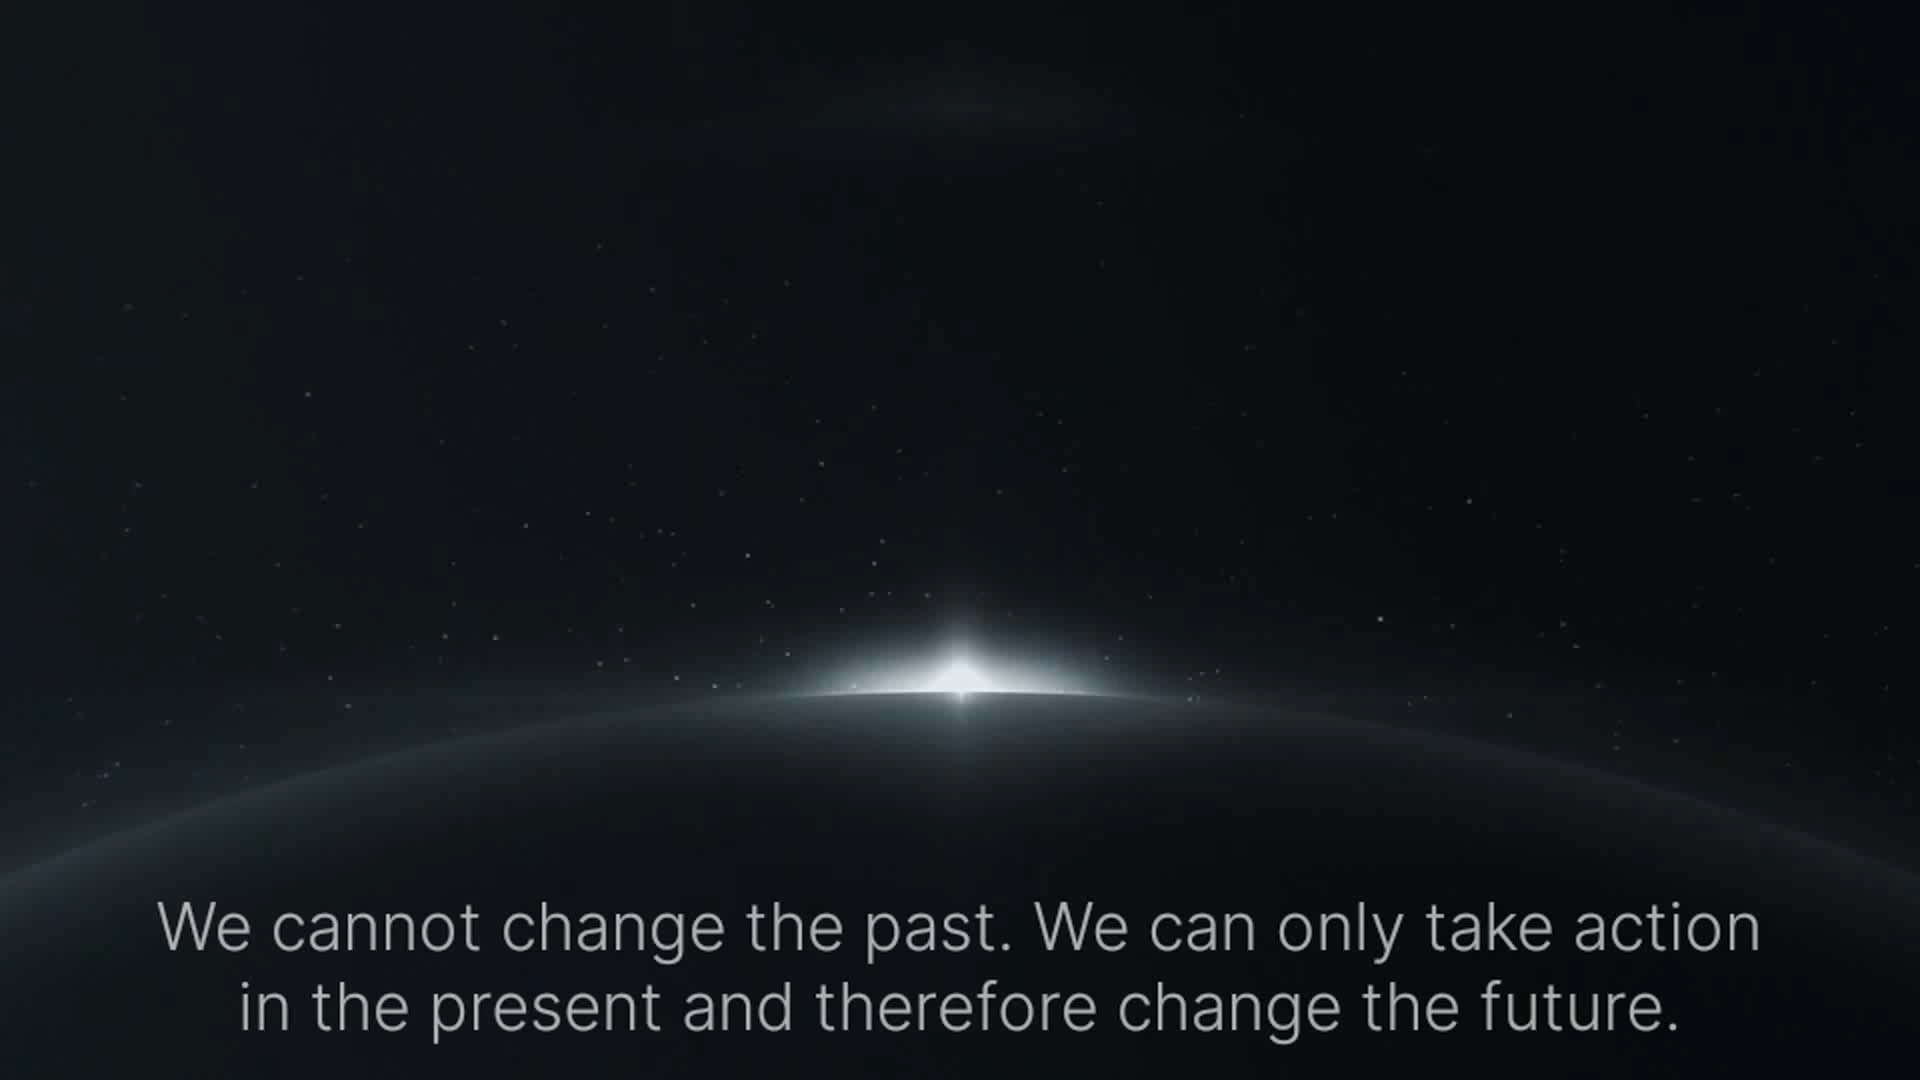 We cannot change the past. We can only take action
in the present and therefore change the future.